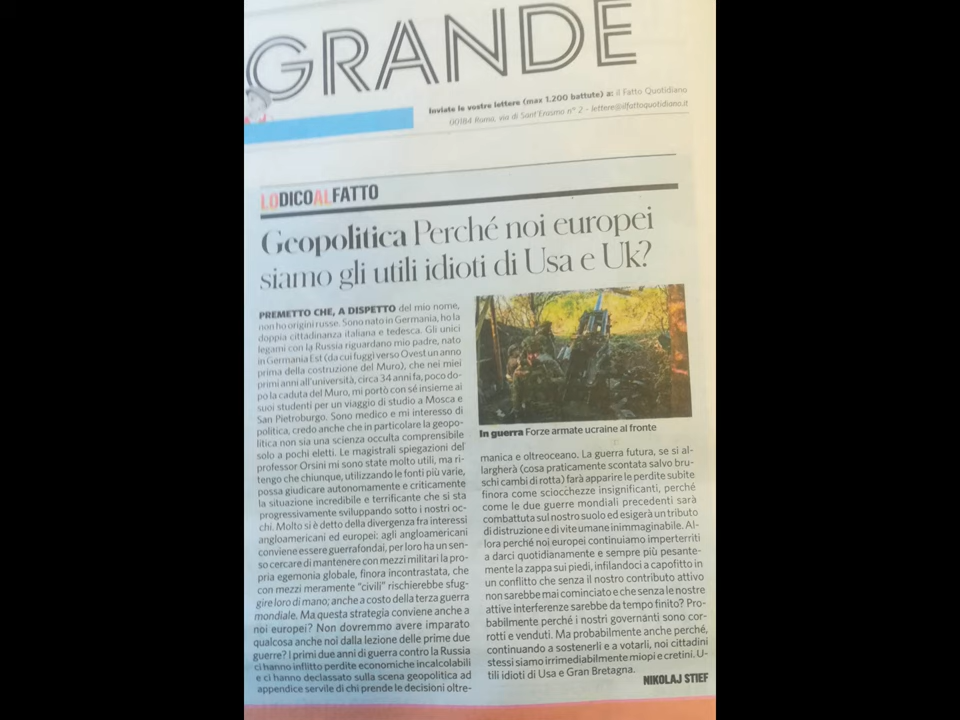 GRANDE
Inviate le vostre lettere (max 1.200 battute) a: il Fatto Quotidiano
00184 Roma, via di Sant'Erasmo n° 2 - lettere@ilfattoquotidiano.it
LODICOALFATTO
Geopolitica Perché noi europei
siamo gli utili idioti di Usa e Uk?
PREMETTO CHE, A DISPETTO del mio nome,
non ho origini russe. Sono nato in Germania, ho la
doppia cittadinanza italiana e tedesca. Gli unici
legami con la Russia riguardano mio padre, nato
in Germania Est (da cui fuggì verso Ovest un anno
prima della costruzione del Muro), che nei miei
primi anni all'università, circa 34 anni fa, poco do-
po la caduta del Muro, mi portò con sé insieme ai
suoi studenti per un viaggio di studio a Mosca e
San Pietroburgo. Sono medico e mi interesso di
politica, credo anche che in particolare la geopo-
litica non sia una scienza occulta comprensibile
solo a pochi eletti. Le magistrali spiegazioni del
professor Orsini mi sono state molto utili, ma ri-
tengo che chiunque, utilizzando le fonti più varie,
possa giudicare autonomamente e criticamente
la situazione incredibile e terrificante che si sta
progressivamente sviluppando sotto i nostri oc-
chi. Molto si è detto della divergenza fra interessi
angloamericani ed europei: agli angloamericani
conviene essere guerrafondai, per loro ha un sen-
so cercare di mantenere con mezzi militari la pro-
pria egemonia globale, finora incontrastata, che
con mezzi meramente "civili" rischierebbe sfug-
gire loro di mano; anche a costo della terza guerra
mondiale. Ma questa strategia conviene anche a
noi europei? Non dovremmo avere imparato
qualcosa anche noi dalla lezione delle prime due
guerre? I primi due anni di guerra contro la Russia
ci hanno inflitto perdite economiche incalcolabili
e ci hanno declassato sulla scena geopolitica ad
appendice servile di chi prende le decisioni oltre-
In guerra Forze armate ucraine al fronte
manica e oltreoceano. La guerra futura, se si al-
largherà (cosa praticamente scontata salvo bru-
schi cambi di rotta) farà apparire le perdite subite
finora come sciocchezze insignificanti, perché
come le due guerre mondiali precedenti sarà
combattuta sul nostro suolo ed esigerà un tributo
di distruzione e di vite umane inimmaginabile. Al-
lora perché noi europei continuiamo imperterriti
a darci quotidianamente e sempre più pesante-
mente la zappa sui piedi, infilandoci a capofitto in
un conflitto che senza il nostro contributo attivo
non sarebbe mai cominciato e che senza le nostre
attive interferenze sarebbe da tempo finito? Pro-
babilmente perché i nostri governanti sono cor-
rotti e venduti. Ma probabilmente anche perché,
continuando a sostenerli e a votarli, noi cittadini
stessi siamo irrimediabilmente miopi e cretini. U-
tili idioti di Usa e Gran Bretagna.
NIKOLAJ STIEF